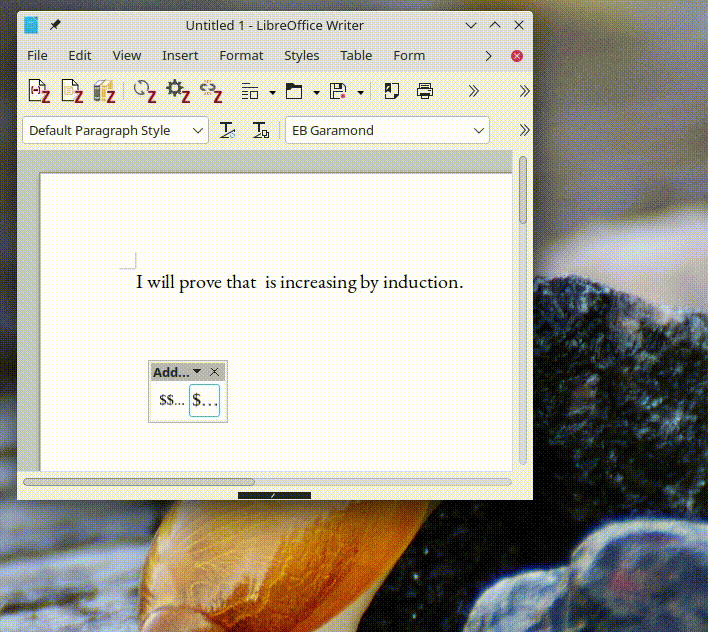 Untitled 1 - LibreOffice Writer
File Edit View Insert Format Styles Table Form
Default Paragraph Style EB Garamond
I will prove that  is increasing by induction.
Add...
$$... $...